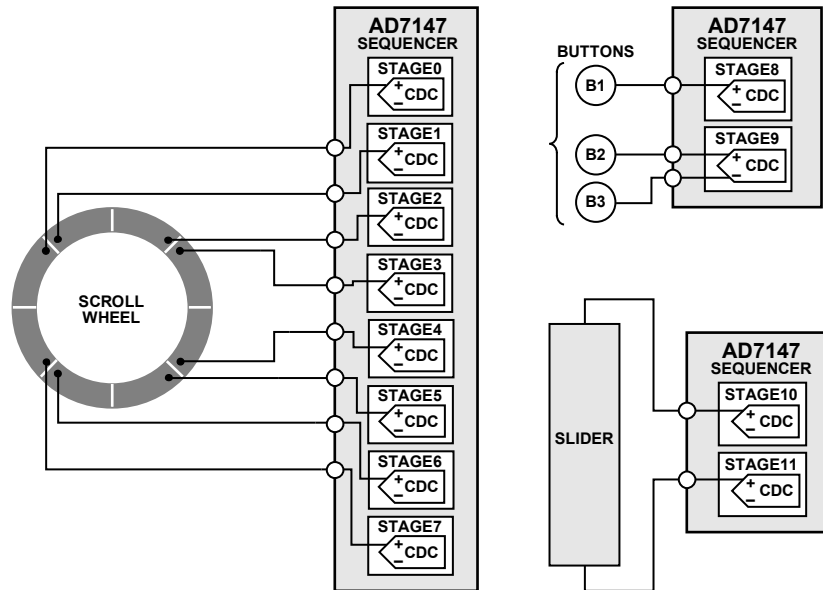 AD7147
SEQUENCER
STAGE0
+
–
CDC
STAGE1
+
–
CDC
STAGE2
+
–
CDC
STAGE3
+
–
CDC
STAGE4
+
–
CDC
STAGE5
+
–
CDC
STAGE6
+
–
CDC
STAGE7
+
–
CDC
SCROLL
WHEEL
BUTTONS
B1
B2
B3
AD7147
SEQUENCER
STAGE8
+
–
CDC
STAGE9
+
–
CDC
SLIDER
AD7147
SEQUENCER
STAGE10
+
–
CDC
STAGE11
+
–
CDC